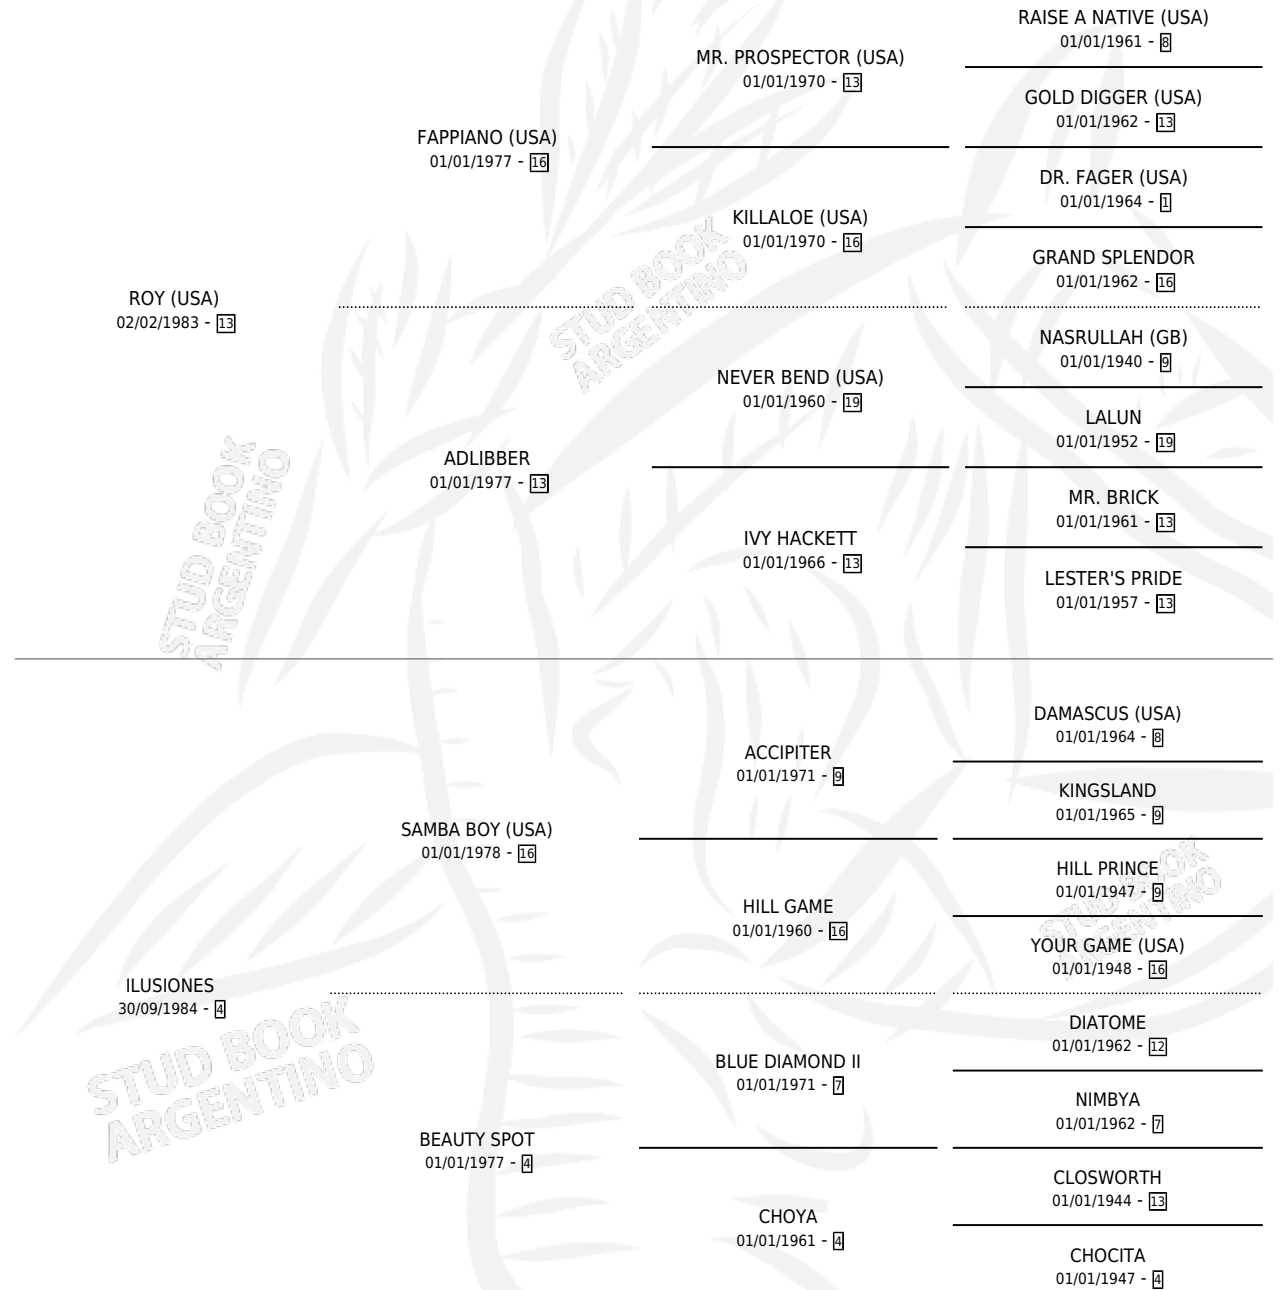 RAISE A NATIVE (USA)
01/01/1961 - 8
MR. PROSPECTOR (USA)
01/01/1970 - 13
GOLD DIGGER (USA)
01/01/1962 - 13
FAPPIANO (USA)
01/01/1977 - 16
DR. FAGER (USA)
01/01/1964 - 1
KILLALOE (USA)
01/01/1970 - 16
GRAND SPLENDOR
01/01/1962 - 16
ROY (USA)
02/02/1983 - 13
NASRULLAH (GB)
01/01/1940 - 9
NEVER BEND (USA)
01/01/1960 - 19
LALUN
01/01/1952 - 19
ADLIBBER
01/01/1977 - 13
MR. BRICK
01/01/1961 - 13
IVY HACKETT
01/01/1966 - 13
LESTER'S PRIDE
01/01/1957 - 13
DAMASCUS (USA)
01/01/1964 - 8
ACCIPITER
01/01/1971 - 9
KINGSLAND
01/01/1965 - 9
SAMBA BOY (USA)
01/01/1978 - 16
HILL PRINCE
01/01/1947 - 9
HILL GAME
01/01/1960 - 16
YOUR GAME (USA)
01/01/1948 - 16
ILUSIONES
30/09/1984 - 4
DIATOME
01/01/1962 - 12
BLUE DIAMOND II
01/01/1971 - 7
NIMBYA
01/01/1962 - 7
BEAUTY SPOT
01/01/1977 - 4
CLOSWORTH
01/01/1944 - 13
CHOYA
01/01/1961 - 4
CHOCITA
01/01/1947 - 4
STUD BOOK
ARGENTINO
STUD BOOK
ARGENTINO
STUD BOOK
ARGENTINO
STUD BOOK
ARGENTINO